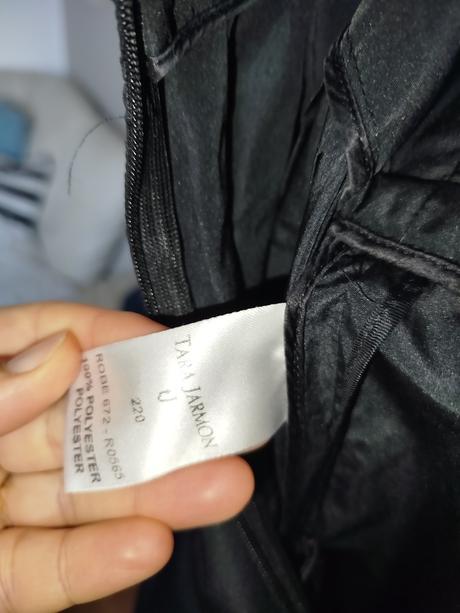 TARA JARMON
220
ROBE 672 - R0565
100% POLYESTER
POLYESTER